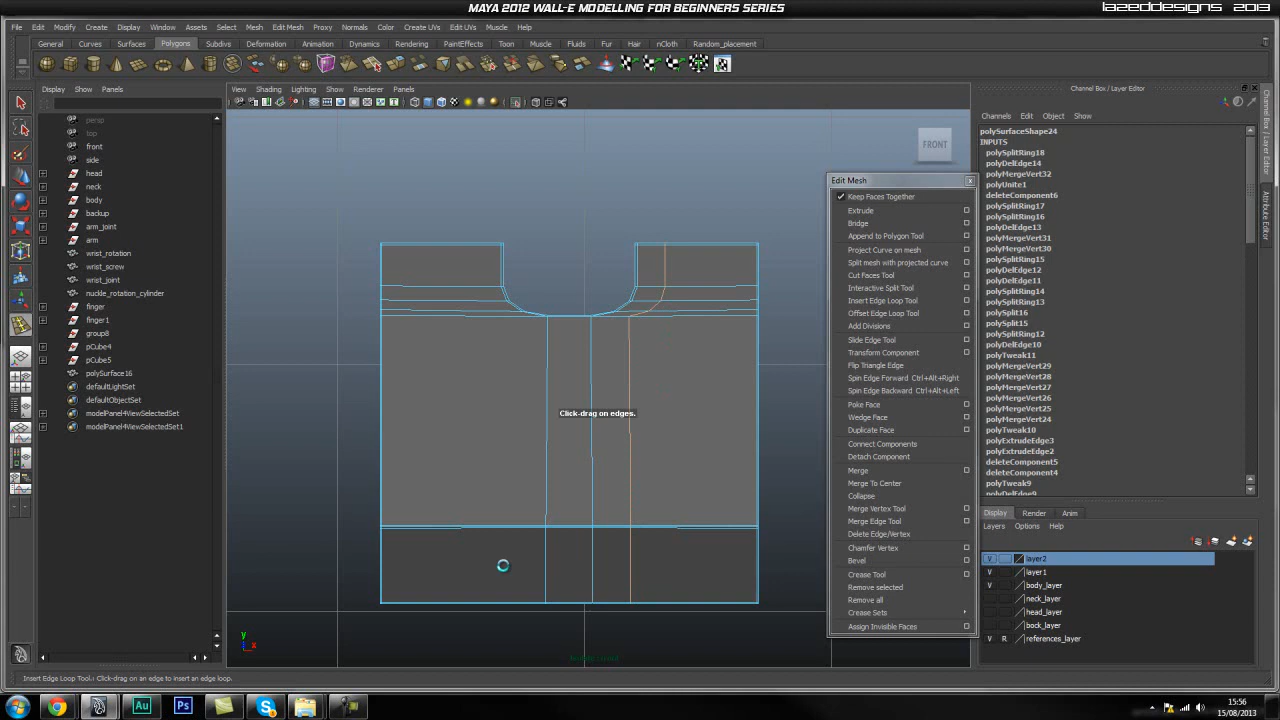 MAYA 2012 WALL-E MODELLING FOR BEGINNERS SERIES
LAZEDDESIGNS 2013
File Edit Modify Create Display Window Assets Select Mesh Edit Mesh Proxy Normals Color Create UVs Edit UVs Muscle Help
General Curves Surfaces Polygons Subdivs Deformation Animation Dynamics Rendering PaintEffects Toon Muscle Fluids Fur Hair nCloth Random_placement
Display Show Panels
View Shading Lighting Show Renderer Panels
Channel Box / Layer Editor
persp
top
front
side
head
neck
body
backup
arm_joint
arm
wrist_rotation
wrist_screw
wrist_joint
nuckle_rotation_cylinder
finger
finger1
group8
pCube4
pCube5
polySurface16
defaultLightSet
defaultObjectSet
modelPanel4ViewSelectedSet
modelPanel4ViewSelectedSet1
FRONT
Click-drag on edges.
y
x
Edit Mesh
Keep Faces Together
Extrude
Bridge
Append to Polygon Tool
Project Curve on mesh
Split mesh with projected curve
Cut Faces Tool
Interactive Split Tool
Insert Edge Loop Tool
Offset Edge Loop Tool
Add Divisions
Slide Edge Tool
Transform Component
Flip Triangle Edge
Spin Edge Forward Ctrl+Alt+Right
Spin Edge Backward Ctrl+Alt+Left
Poke Face
Wedge Face
Duplicate Face
Connect Components
Detach Component
Merge
Merge To Center
Collapse
Merge Vertex Tool
Merge Edge Tool
Delete Edge/Vertex
Chamfer Vertex
Bevel
Crease Tool
Remove selected
Remove all
Crease Sets
Assign Invisible Faces
Channels Edit Object Show
polySurfaceShape24
INPUTS
polySplitRing18
polyDelEdge14
polyMergeVert32
polyUnite1
deleteComponent6
polySplitRing17
polySplitRing16
polyDelEdge13
polyMergeVert31
polyMergeVert30
polySplitRing15
polyDelEdge12
polyDelEdge11
polySplitRing14
polySplitRing13
polySplit16
polySplit15
polySplitRing12
polyDelEdge10
polyTweak11
polyMergeVert29
polyMergeVert28
polyMergeVert27
polyMergeVert26
polyMergeVert25
polyMergeVert24
polyTweak10
polyExtrudeEdge3
polyExtrudeEdge2
deleteComponent5
deleteComponent4
polyTweak9
polyDelEdge9
Channel Box / Layer Editor
Attribute Editor
Display Render Anim
Layers Options Help
V layer2
V layer1
V body_layer
neck_layer
head_layer
bock_layer
V R references_layer
Insert Edge Loop Tool: Click-drag on an edge to insert an edge loop.
Au
Ps
15:56
15/08/2013